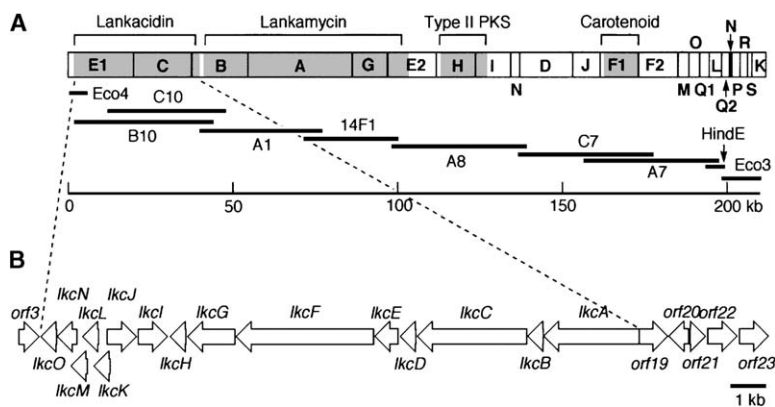 A
Lankacidin Lankamycin Type II PKS Carotenoid
O N R
E1 C B A G E2 H I D J F1 F2 L K
N M Q1 P S
Q2
Eco4 C10 14F1 C7 HindE
B10 A1 A8 A7 Eco3
0 50 100 150 200 kb
B
orf3 lkcN lkcJ lkcI lkcG lkcF lkcE lkcC lkcA orf20 orf22
lkcL
lkcO lkcH lkcD lkcB orf19 orf21 orf23
lkcM lkcK
1 kb